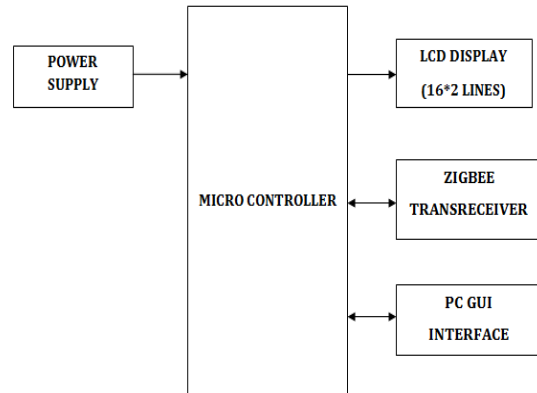 POWER
SUPPLY
MICRO CONTROLLER
LCD DISPLAY
(16*2 LINES)
ZIGBEE
TRANSRECEIVER
PC GUI
INTERFACE